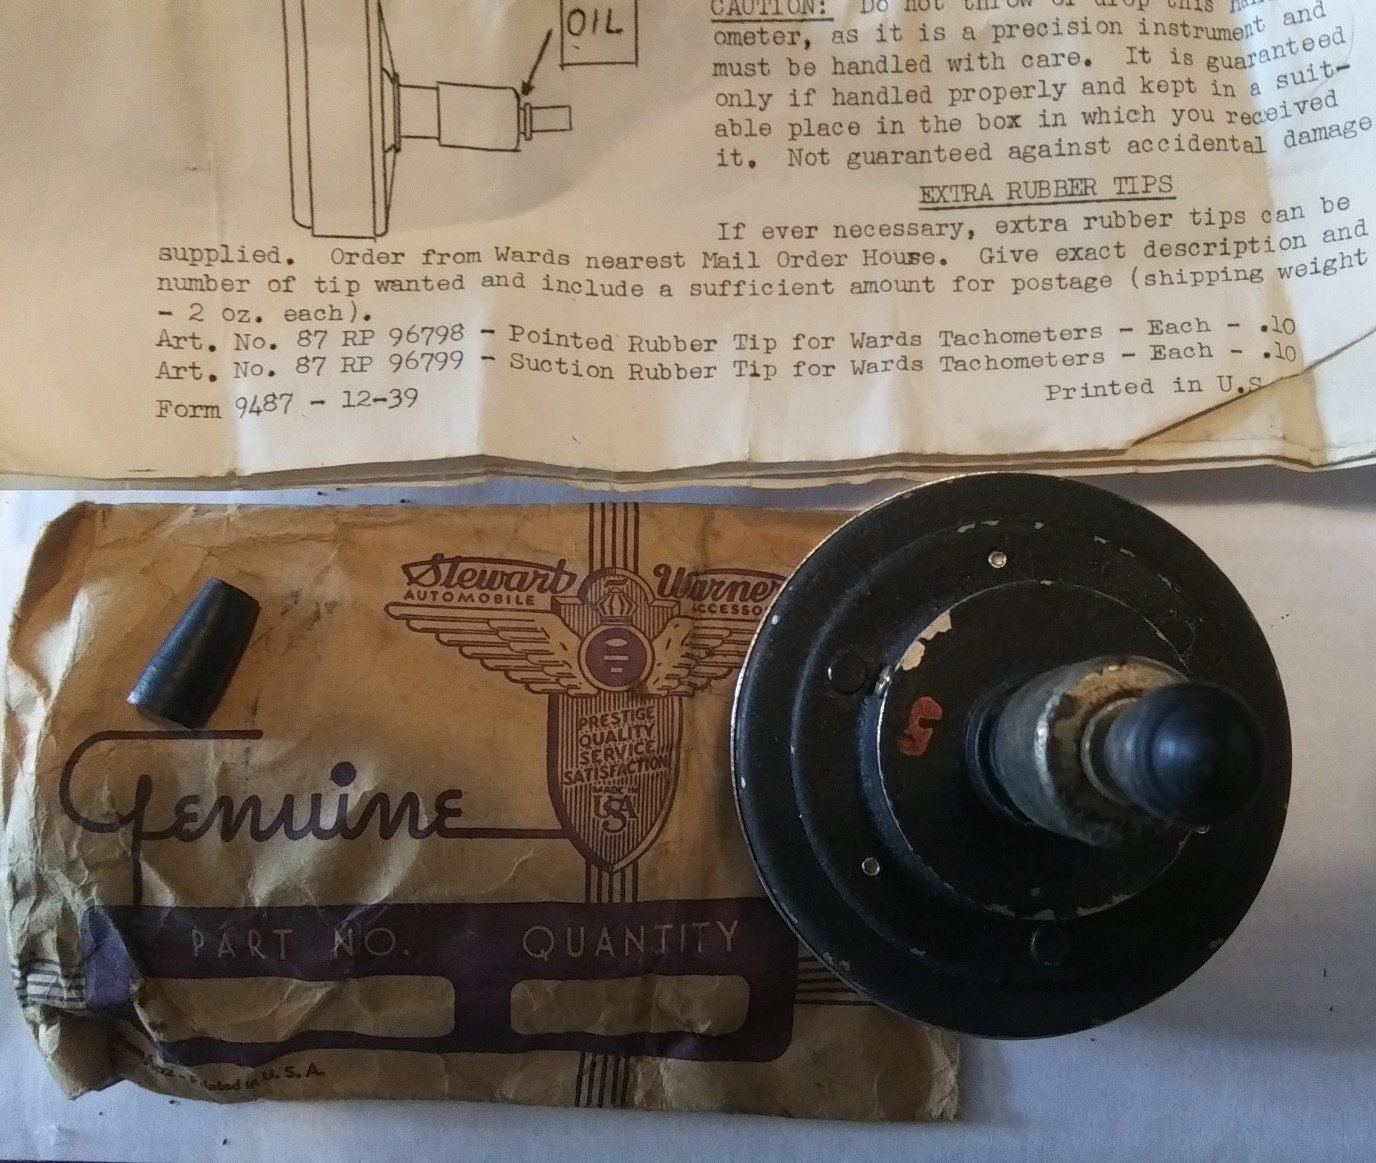 OIL
CAUTION: Do not throw or drop this
ometer, as it is a precision instrument and
must be handled with care. It is guaranteed
only if handled properly and kept in a suit-
able place in the box in which you received
it. Not guaranteed against accidental damage
EXTRA RUBBER TIPS
If ever necessary, extra rubber tips can be
supplied. Order from Wards nearest Mail Order House. Give exact description and
number of tip wanted and include a sufficient amount for postage (shipping weight
- 2 oz. each).
Art. No. 87 RP 96798 - Pointed Rubber Tip for Wards Tachometers - Each - .10
Art. No. 87 RP 96799 - Suction Rubber Tip for Wards Tachometers - Each - .10
Form 9487 - 12-39
Printed in U.S
Stewart Warner
AUTOMOBILE ACCESSO
PRESTIGE
QUALITY
SERVICE
SATISFACTION
MADE IN
USA
Genuine
PART NO. QUANTITY
Printed in U. S. A.
5